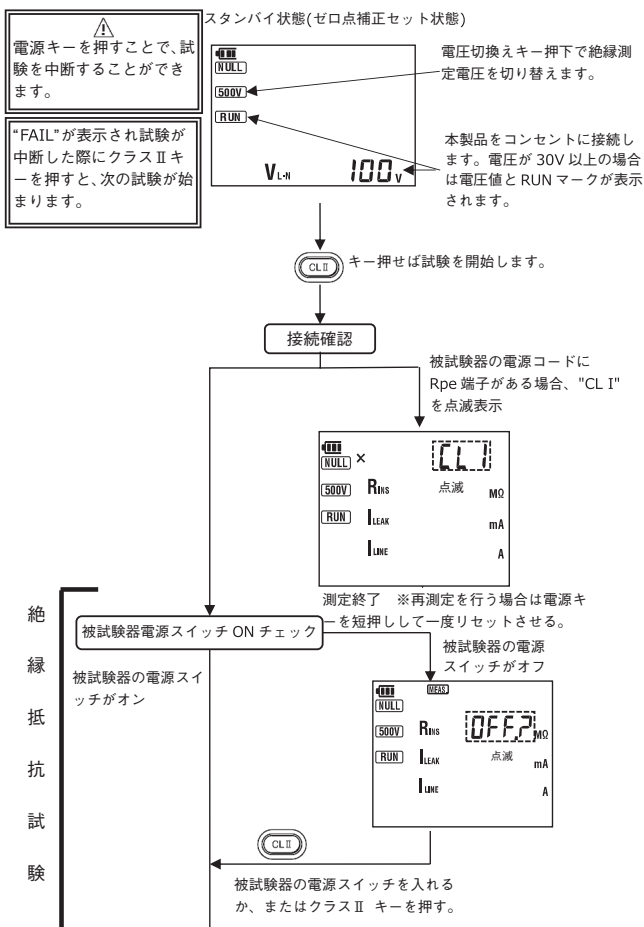 スタンバイ状態(ゼロ点補正セット状態)
電源キーを押すことで、試
験を中断することができ
ます。
“FAIL”が表示され試験が
中断した際にクラスⅡキ
ーを押すと、次の試験が始
まります。
NULL
500V
RUN
VL-N 100V
電圧切換えキー押下で絶縁測
定電圧を切り替えます。
本製品をコンセントに接続し
ます。電圧が 30V 以上の場合
は電圧値と RUN マークが表示
されます。
CLⅡ
キー押せば試験を開始します。
接続確認
被試験器の電源コードに
Rpe 端子がある場合、"CL I"
を点滅表示
NULL ×
CL I
点滅
500V RINS MΩ
RUN ILEAK mA
ILINE A
測定終了 ※再測定を行う場合は電源キ
ーを短押しして一度リセットさせる。
絶縁抵抗試験
被試験器電源スイッチ ON チェック
被試験器の電源スイ
ッチがオン
被試験器の電源
スイッチがオフ
MEAS.
NULL
500V RINS OFF.? MΩ
点滅
RUN ILEAK mA
ILINE A
CLⅡ
被試験器の電源スイッチを入れる
か、またはクラスⅡ キーを押す。